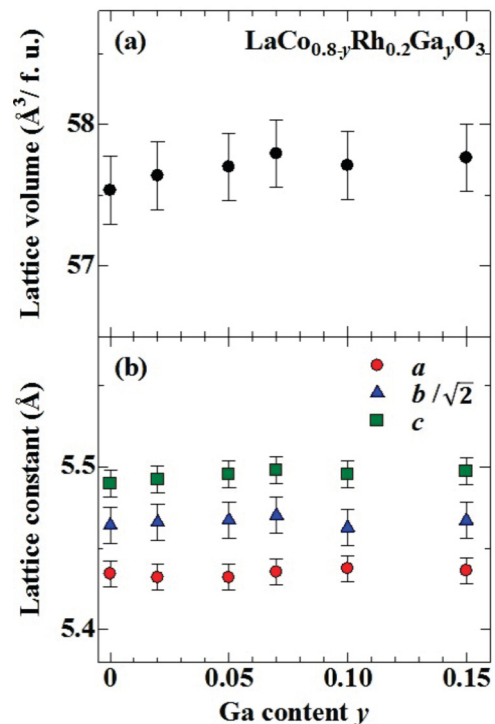 (a) LaCo₀.₈₋yRh₀.₂GayO₃
Lattice volume (Å³/ f. u.)
58
57
(b)
a
b /√2
c
Lattice constant (Å)
5.5
5.4
0 0.05 0.10 0.15
Ga content y